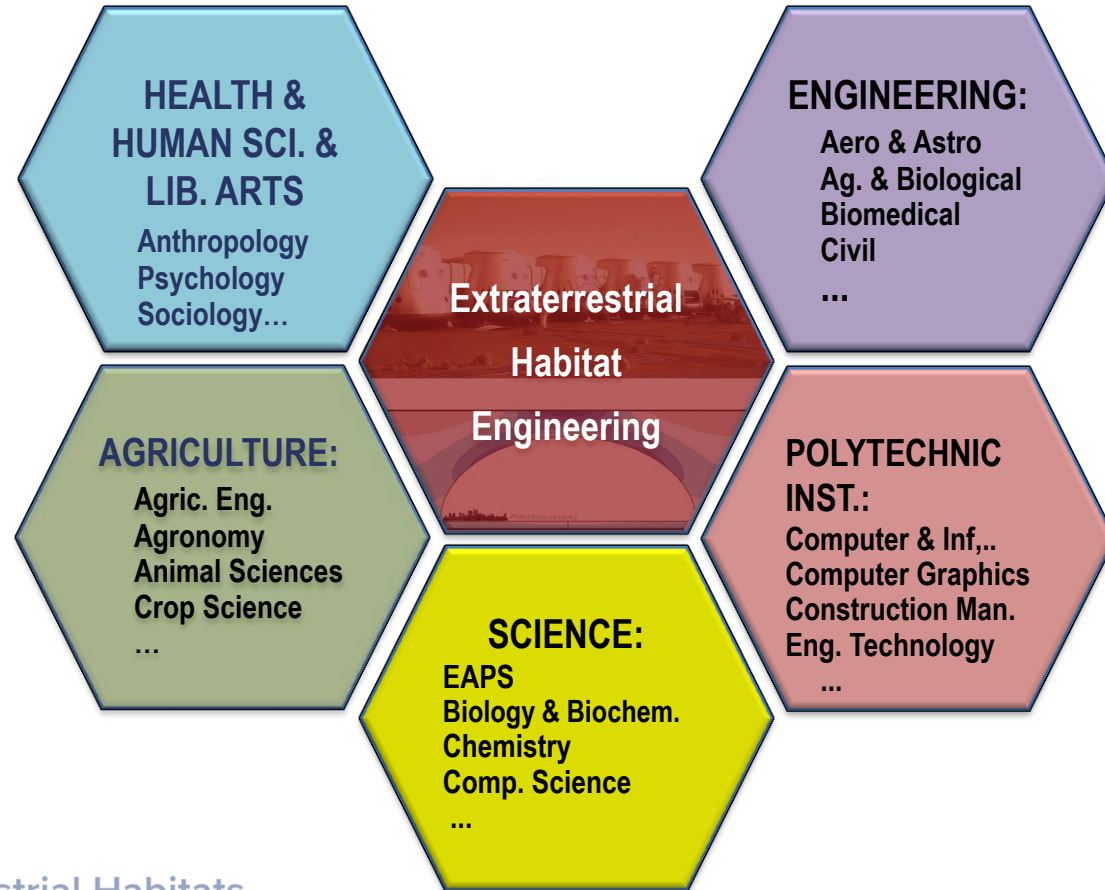 HEALTH &
HUMAN SCI. &
LIB. ARTS
Anthropology
Psychology
Sociology…
ENGINEERING:
Aero & Astro
Ag. & Biological
Biomedical
Civil
...
Extraterrestrial
Habitat
Engineering
AGRICULTURE:
Agric. Eng.
Agronomy
Animal Sciences
Crop Science
…
POLYTECHNIC
INST.:
Computer & Inf,..
Computer Graphics
Construction Man.
Eng. Technology
...
SCIENCE:
EAPS
Biology & Biochem.
Chemistry
Comp. Science
...
Habitats